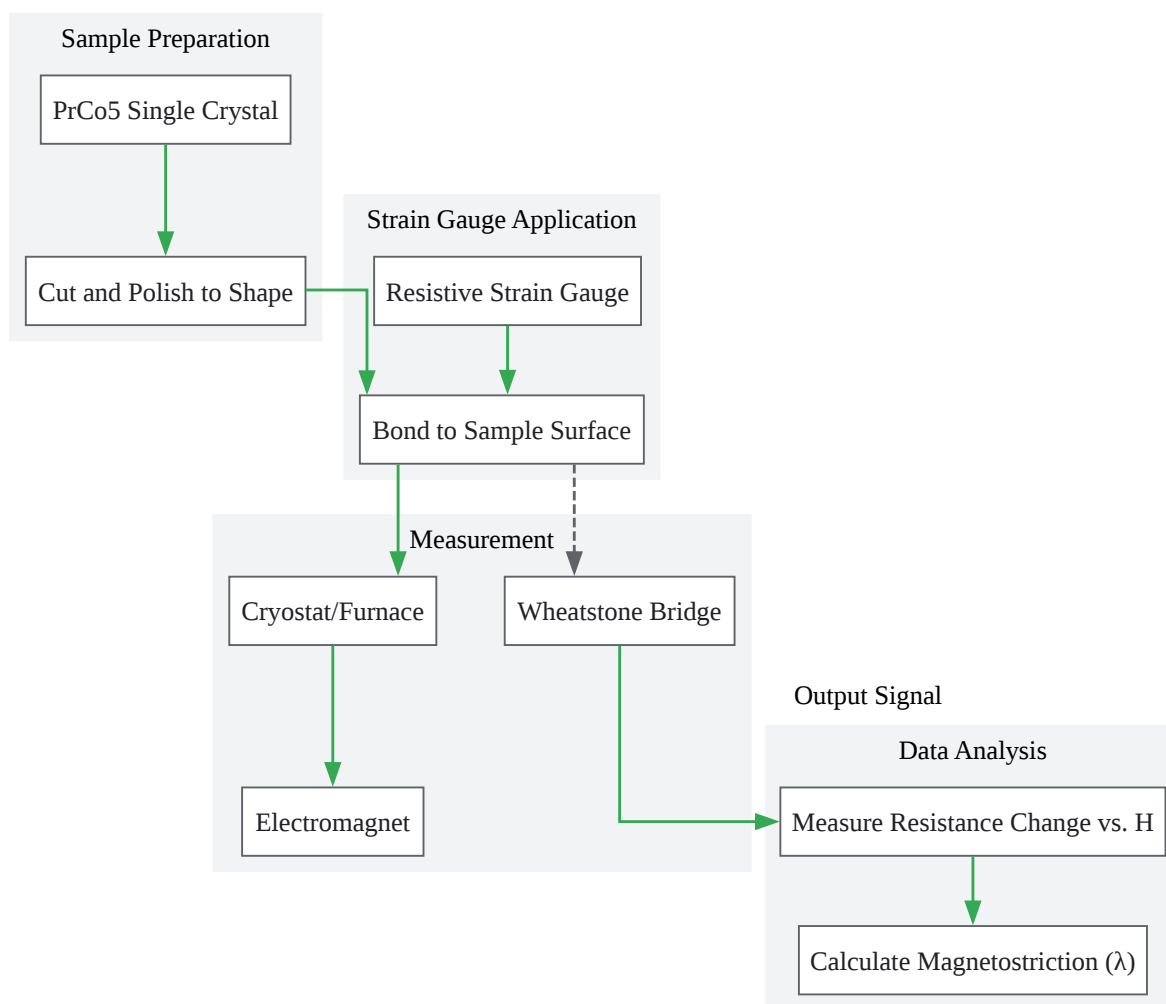 Sample Preparation
PrCo5 Single Crystal
Cut and Polish to Shape
Strain Gauge Application
Resistive Strain Gauge
Bond to Sample Surface
Measurement
Cryostat/Furnace
Wheatstone Bridge
Electromagnet
Output Signal
Data Analysis
Measure Resistance Change vs. H
Calculate Magnetostriction (λ)